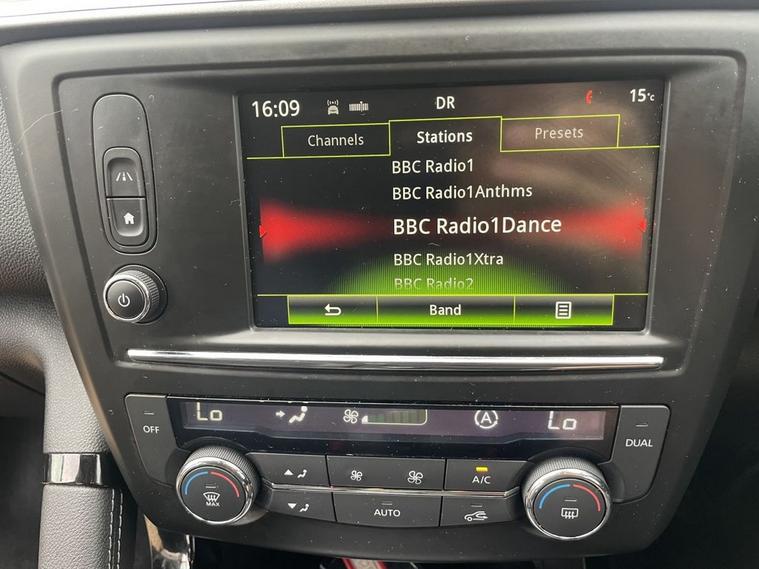 16:09 DR 15°c
Channels Stations Presets
BBC Radio1
BBC Radio1Anthms
BBC Radio1Dance
BBC Radio1Xtra
BBC Radio2
Band
Lo A Lo
OFF DUAL
A/C
MAX AUTO